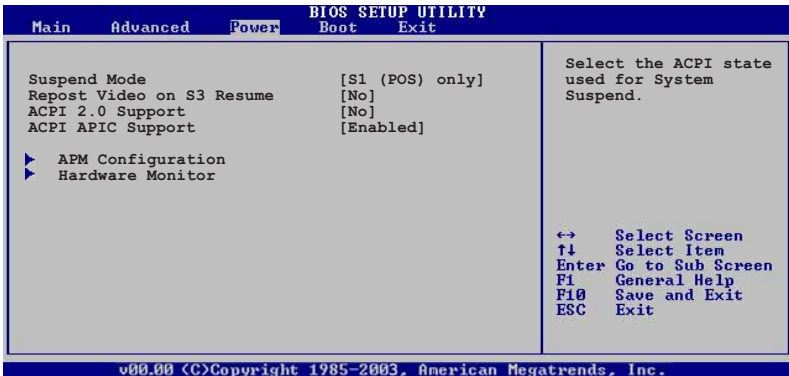 BIOS SETUP UTILITY
Main Advanced Power Boot Exit
Suspend Mode [S1 (POS) only]
Repost Video on S3 Resume [No]
ACPI 2.0 Support [No]
ACPI APIC Support [Enabled]
APM Configuration
Hardware Monitor
Select the ACPI state
used for System
Suspend.
←→ Select Screen
↑↓ Select Item
Enter Go to Sub Screen
F1 General Help
F10 Save and Exit
ESC Exit
v00.00 (C)Copyright 1985-2003, American Megatrends, Inc.